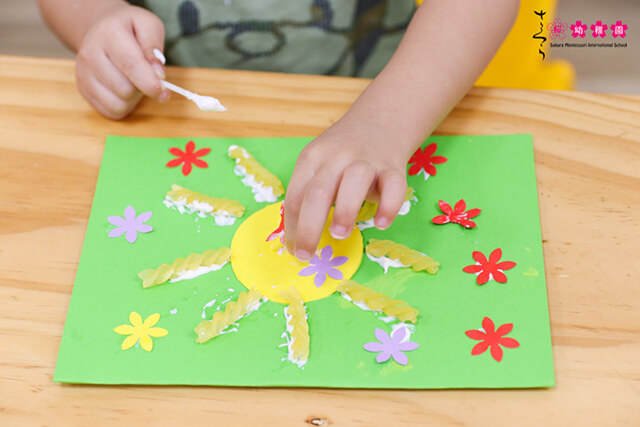 さくら
幼稚園
Sakura Montessori International School